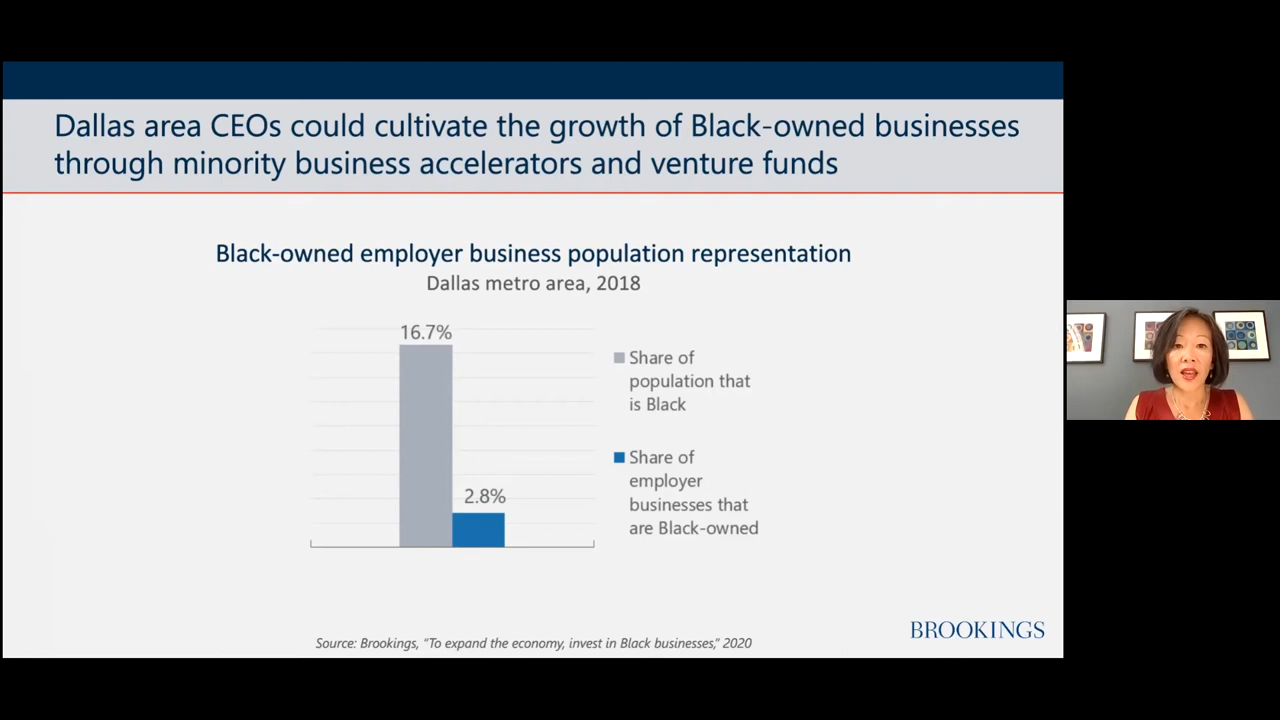 Dallas area CEOs could cultivate the growth of Black-owned businesses
through minority business accelerators and venture funds
Black-owned employer business population representation
Dallas metro area, 2018
16.7%
2.8%
Share of
population that
is Black
Share of
employer
businesses that
are Black-owned
Source: Brookings, “To expand the economy, invest in Black businesses,” 2020
BROOKINGS